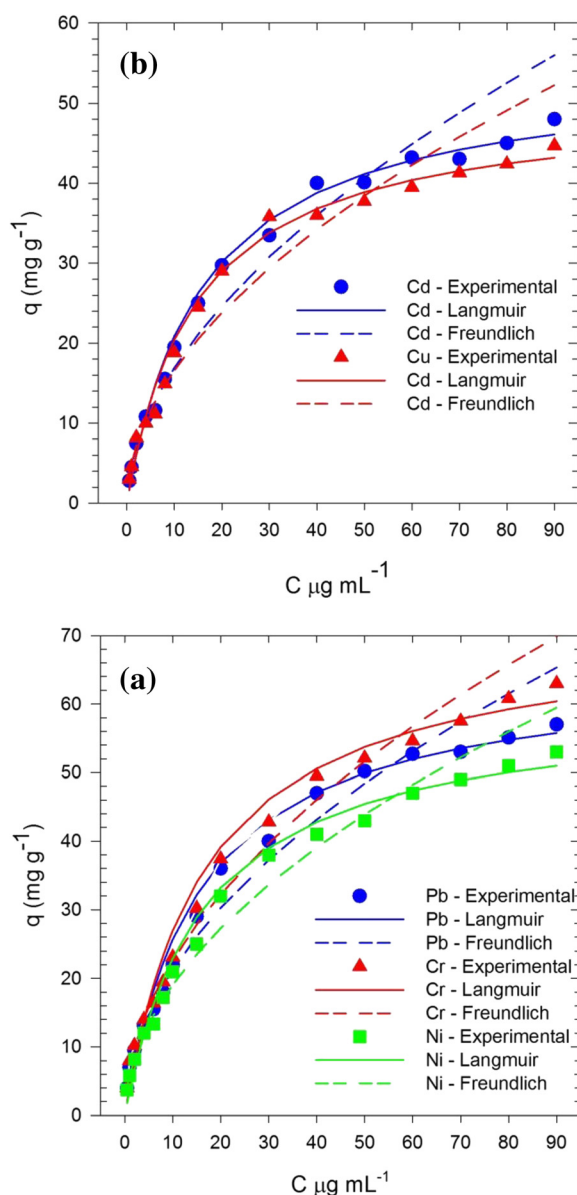 60
(b)
50
40
q (mg g-1)
30
Cd - Experimental
Cd - Langmuir
20
Cd - Freundlich
Cu - Experimental
Cd - Langmuir
10
Cd - Freundlich
0
0 10 20 30 40 50 60 70 80 90
C µg mL-1
70
(a)
60
50
40
q (mg g-1)
30
Pb - Experimental
Pb - Langmuir
Pb - Freundlich
20
Cr - Experimental
Cr - Langmuir
Cr - Freundlich
10
Ni - Experimental
Ni - Langmuir
Ni - Freundlich
0
0 10 20 30 40 50 60 70 80 90
C µg mL-1